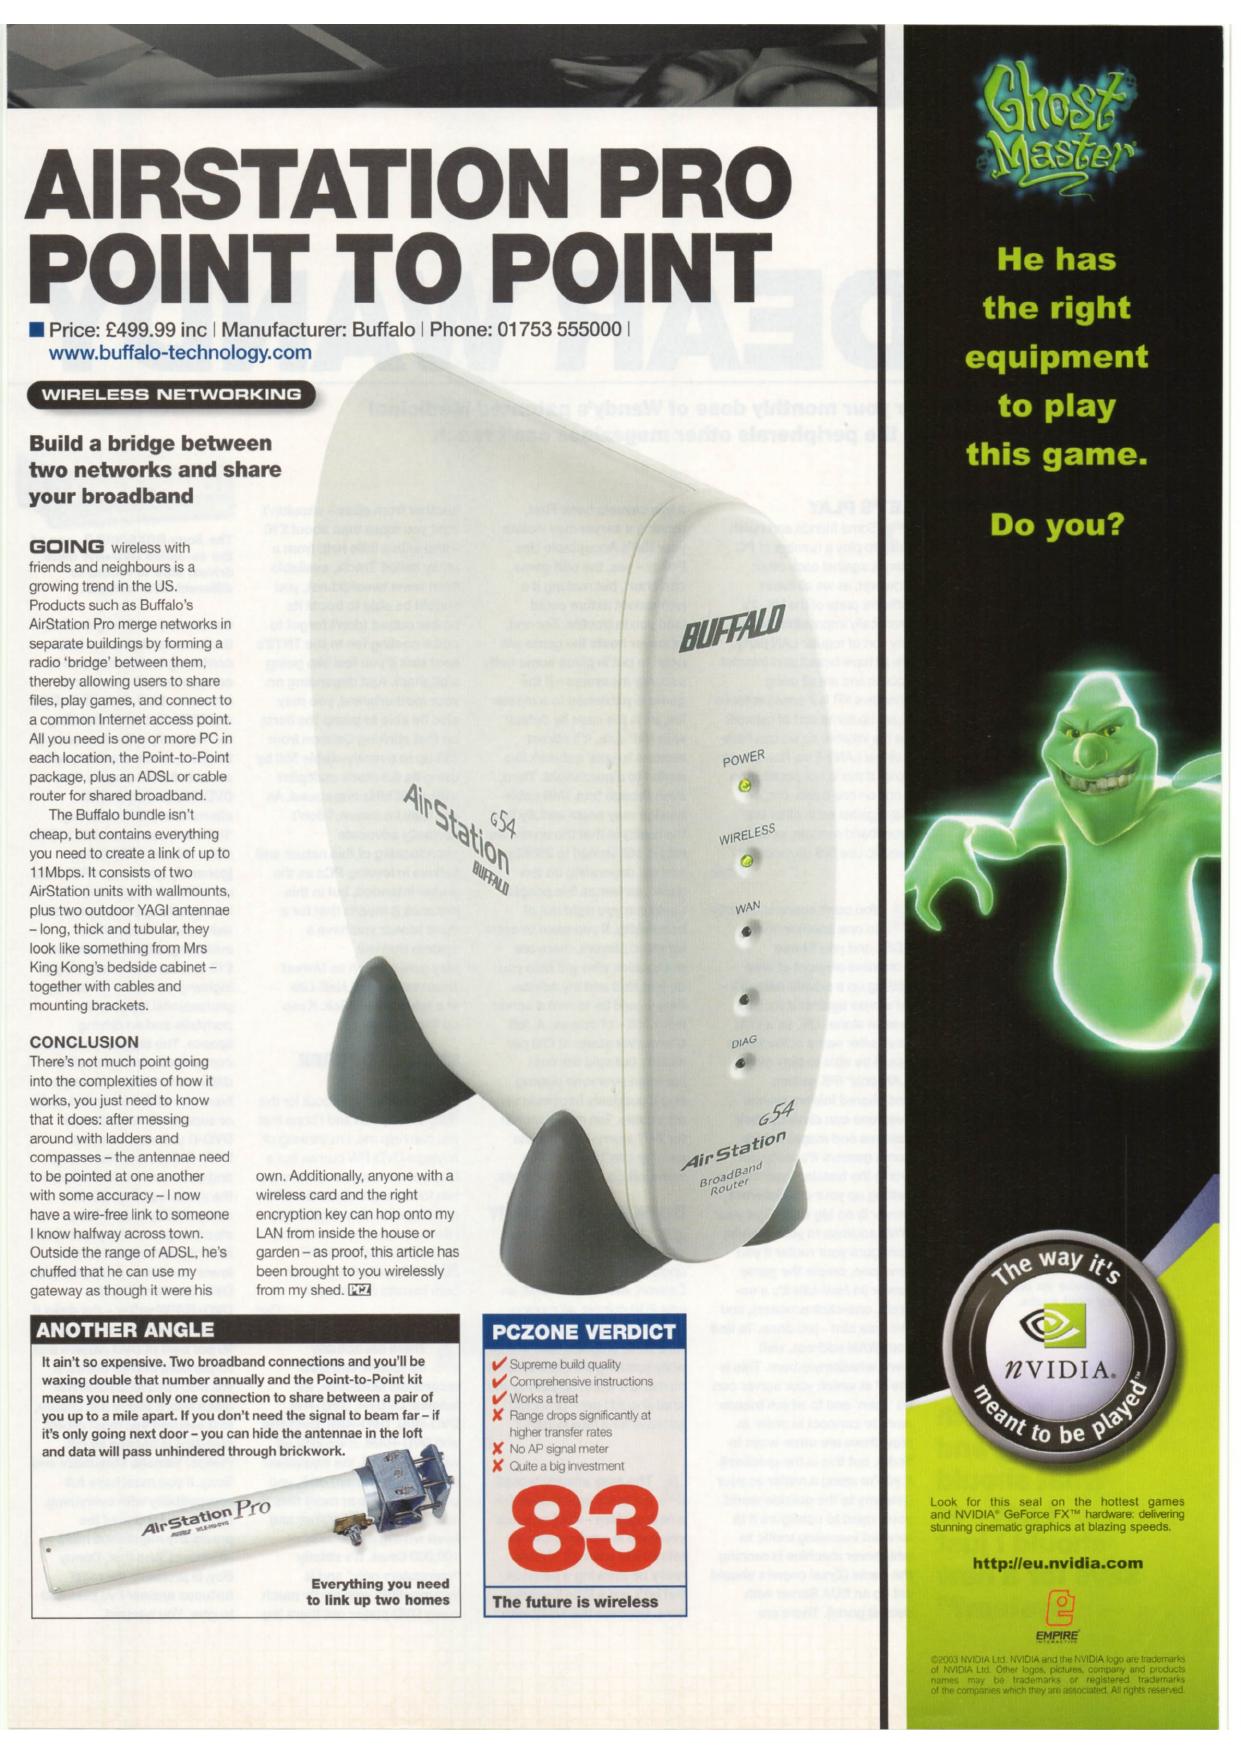 AIRSTATION PRO
POINT TO POINT
Price: £499.99 inc | Manufacturer: Buffalo | Phone: 01753 555000 |
www.buffalo-technology.com
WIRELESS NETWORKING
Build a bridge between
two networks and share
your broadband
GOING wireless with
friends and neighbours is a
growing trend in the US.
Products such as Buffalo's
AirStation Pro merge networks in
separate buildings by forming a
radio 'bridge' between them,
thereby allowing users to share
files, play games, and connect to
a common Internet access point.
All you need is one or more PC in
each location, the Point-to-Point
package, plus an ADSL or cable
router for shared broadband.
The Buffalo bundle isn't
cheap, but contains everything
you need to create a link of up to
11Mbps. It consists of two
AirStation units with wallmounts,
plus two outdoor YAGI antennae
– long, thick and tubular, they
look like something from Mrs
King Kong's bedside cabinet –
together with cables and
mounting brackets.
CONCLUSION
There's not much point going
into the complexities of how it
works, you just need to know
that it does: after messing
around with ladders and
compasses – the antennae need
to be pointed at one another
with some accuracy – I now
have a wire-free link to someone
I know halfway across town.
Outside the range of ADSL, he's
chuffed that he can use my
gateway as though it were his
own. Additionally, anyone with a
wireless card and the right
encryption key can hop onto my
LAN from inside the house or
garden – as proof, this article has
been brought to you wirelessly
from my shed. PCZ
BUFFALO
POWER
WIRELESS
WAN
DIAG
AirStation G54
BUFFALO
G54
AirStation
BroadBand
Router
ANOTHER ANGLE
It ain't so expensive. Two broadband connections and you'll be
waxing double that number annually and the Point-to-Point kit
means you need only one connection to share between a pair of
you up to a mile apart. If you don't need the signal to beam far – if
it's only going next door – you can hide the antennae in the loft
and data will pass unhindered through brickwork.
AirStation Pro
Everything you need
to link up two homes
PCZONE VERDICT
✔ Supreme build quality
✔ Comprehensive instructions
✔ Works a treat
✘ Range drops significantly at
higher transfer rates
✘ No AP signal meter
✘ Quite a big investment
83
The future is wireless
Ghost
Master
He has
the right
equipment
to play
this game.
Do you?
The way it's
nVIDIA.
meant to be played™
Look for this seal on the hottest games
and NVIDIA® GeForce FX™ hardware: delivering
stunning cinematic graphics at blazing speeds.
http://eu.nvidia.com
EMPIRE
INTERACTIVE
©2003 NVIDIA Ltd. NVIDIA and the NVIDIA logo are trademarks
of NVIDIA Ltd. Other logos, pictures, company and products
names may be trademarks or registered trademarks
of the companies which they are associated. All rights reserved.